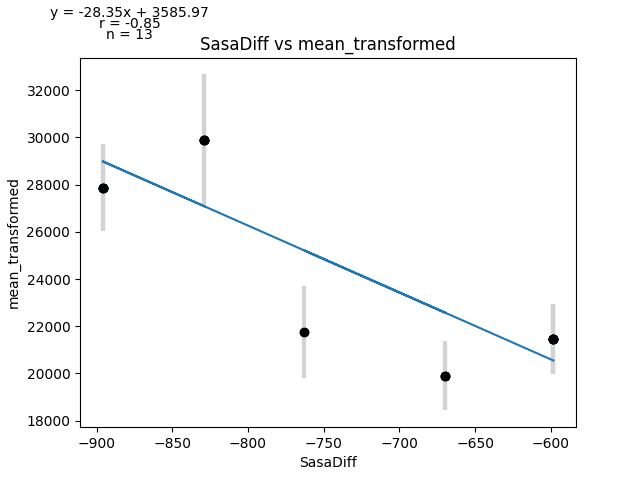 y = -28.35x + 3585.97
r = -0.85
n = 13
SasaDiff vs mean_transformed
32000
30000
28000
26000
24000
22000
20000
18000
mean_transformed
−900
−850
−800
−750
−700
−650
−600
SasaDiff